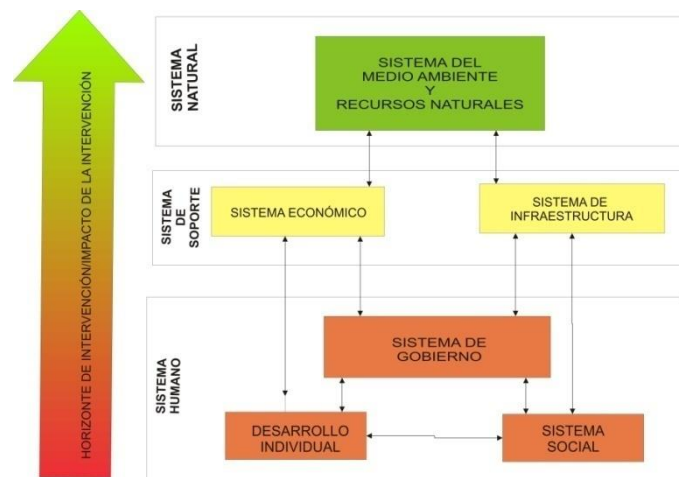 HORIZONTE DE INTERVENCIÓN/IMPACTO DE LA INTERVENCIÓN
SISTEMA
NATURAL
SISTEMA DEL
MEDIO AMBIENTE
Y
RECURSOS NATURALES
SISTEMA
DE
SOPORTE
SISTEMA ECONÓMICO
SISTEMA DE
INFRAESTRUCTURA
SISTEMA
HUMANO
SISTEMA DE
GOBIERNO
DESARROLLO
INDIVIDUAL
SISTEMA
SOCIAL